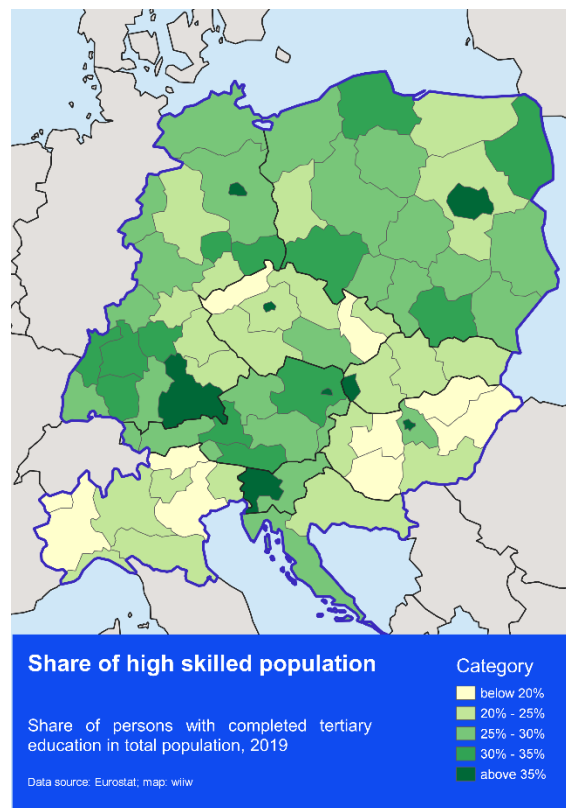 Share of high skilled population
Share of persons with completed tertiary
education in total population, 2019
Data source: Eurostat; map: wiiw
Category
below 20%
20% - 25%
25% - 30%
30% - 35%
above 35%